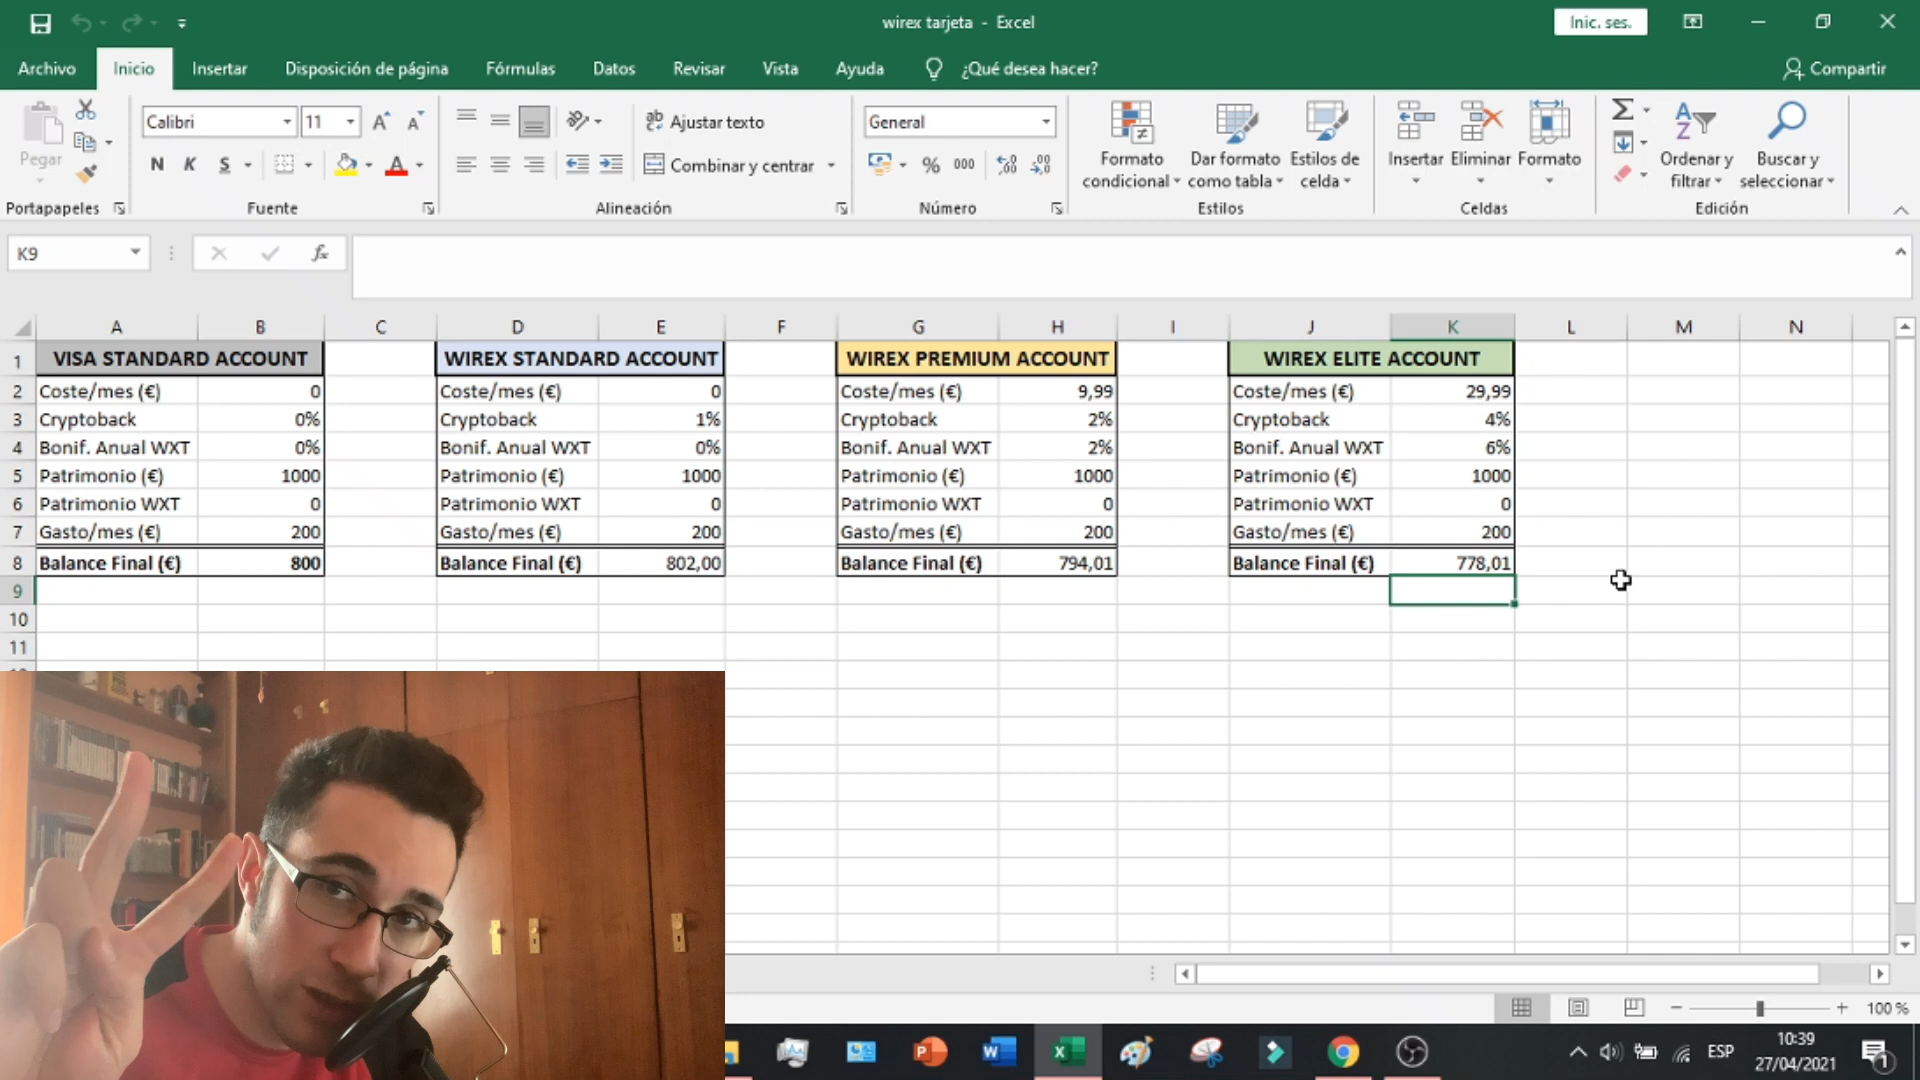 wirex tarjeta - Excel
Inic. ses.
Archivo Inicio Insertar Disposición de página Fórmulas Datos Revisar Vista Ayuda ¿Qué desea hacer? Compartir
Pegar
Calibri 11
N K S
Ajustar texto
Combinar y centrar
General
% 000
Formato condicional
Dar formato como tabla
Estilos de celda
Insertar Eliminar Formato
Ordenar y filtrar
Buscar y seleccionar
Portapapeles Fuente Alineación Número Estilos Celdas Edición
K9 fx
A B C D E F G H I J K L M N
1 VISA STANDARD ACCOUNT WIREX STANDARD ACCOUNT WIREX PREMIUM ACCOUNT WIREX ELITE ACCOUNT
2 Coste/mes (€) 0 Coste/mes (€) 0 Coste/mes (€) 9,99 Coste/mes (€) 29,99
3 Cryptoback 0% Cryptoback 1% Cryptoback 2% Cryptoback 4%
4 Bonif. Anual WXT 0% Bonif. Anual WXT 0% Bonif. Anual WXT 2% Bonif. Anual WXT 6%
5 Patrimonio (€) 1000 Patrimonio (€) 1000 Patrimonio (€) 1000 Patrimonio (€) 1000
6 Patrimonio WXT 0 Patrimonio WXT 0 Patrimonio WXT 0 Patrimonio WXT 0
7 Gasto/mes (€) 200 Gasto/mes (€) 200 Gasto/mes (€) 200 Gasto/mes (€) 200
8 Balance Final (€) 800 Balance Final (€) 802,00 Balance Final (€) 794,01 Balance Final (€) 778,01
9
10
11
100 %
ESP
10:39
27/04/2021
1